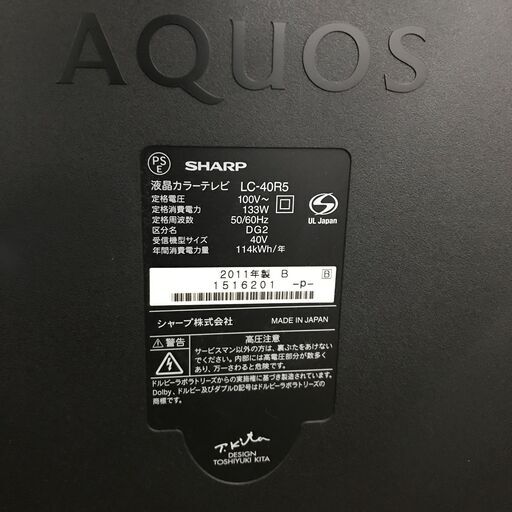 AQUOS
PS
E
SHARP
液晶カラーテレビ LC-40R5
定格電圧 100V~
定格消費電力 133W
定格周波数 50/60Hz
区分名 DG2
受信機型サイズ 40V
年間消費電力量 114kWh/年
S
UL Japan
2011年製 B B
1516201 -p-
シャープ株式会社 MADE IN JAPAN
高圧注意
サービスマン以外の方は、裏ぶたをあけない
でください。内部には高電圧部分が数多く
あり、万一さわると危険です。
ドルビーラボラトリーズからの実施権に基づき製造されています。
Dolby、ドルビー及びダブルD記号はドルビーラボラトリーズの商標です。
T.Kita
DESIGN
TOSHIYUKI KITA